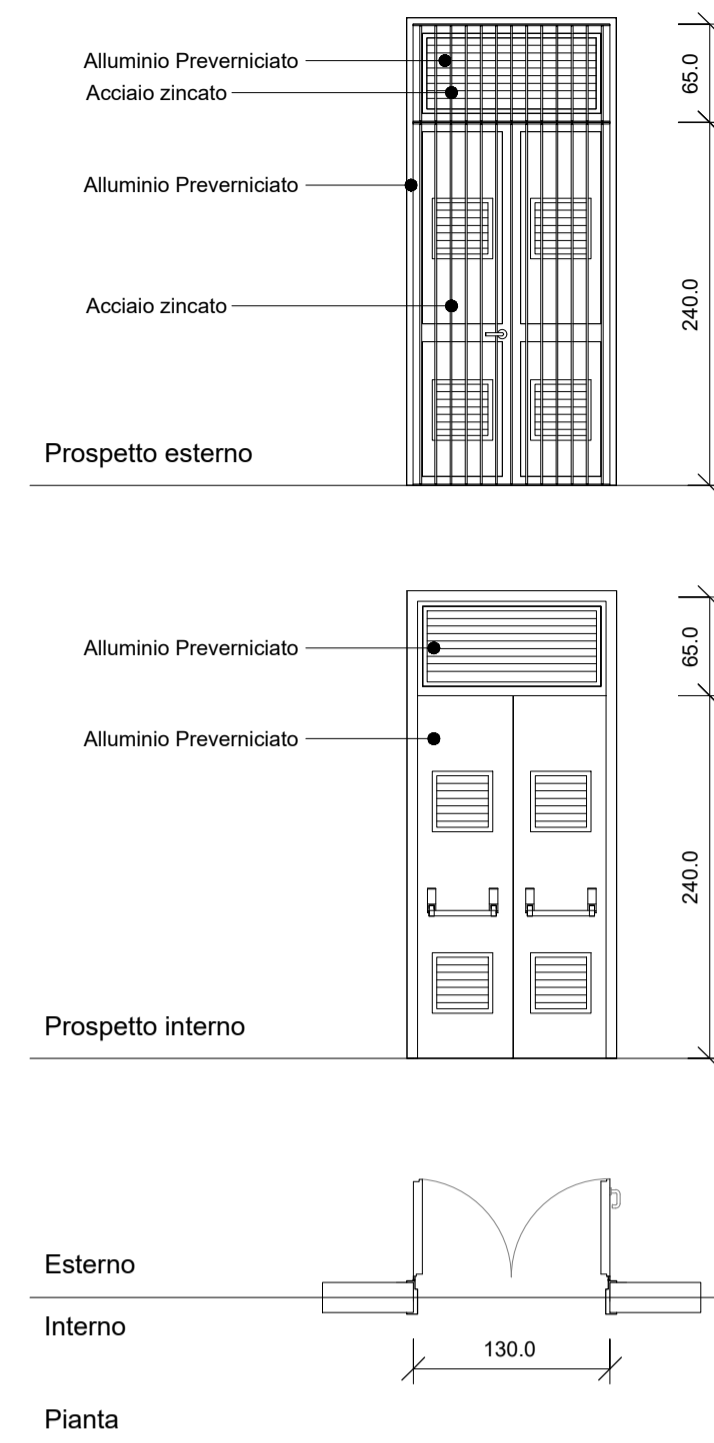 Alluminio Preverniciato
Acciaio zincato
65.0
Alluminio Preverniciato
Acciaio zincato
240.0
Prospetto esterno
Alluminio Preverniciato
65.0
Alluminio Preverniciato
240.0
Prospetto interno
Esterno
Interno
130.0
Pianta